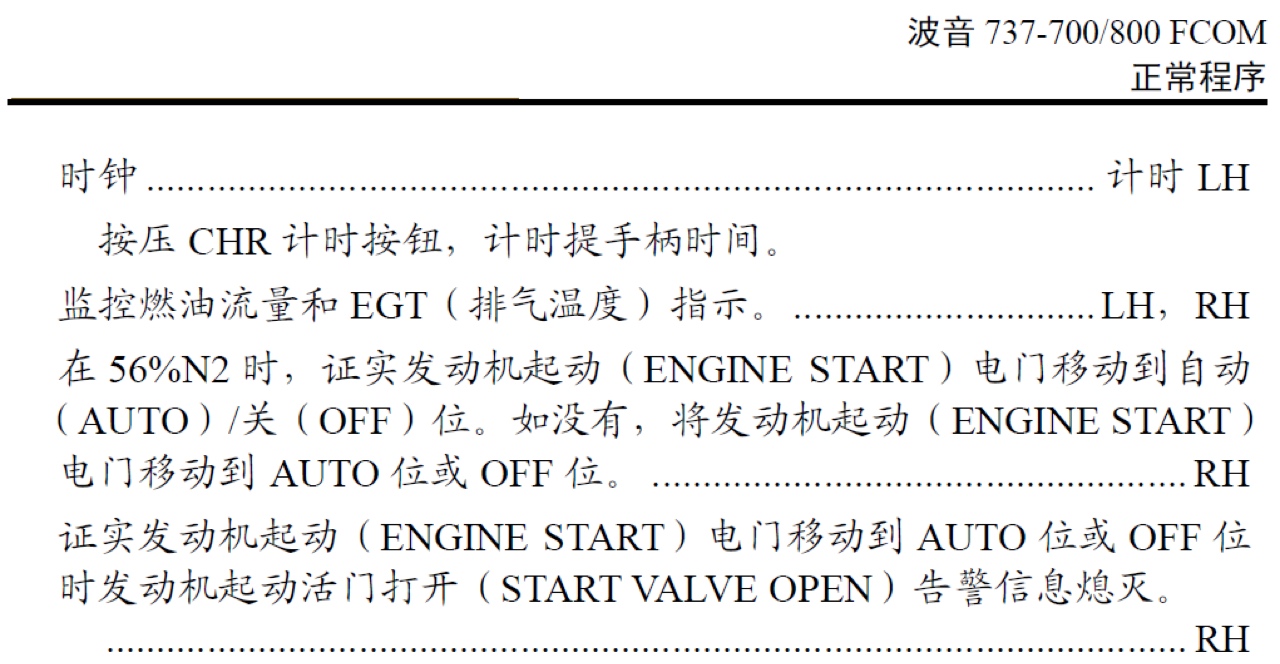 波音 737-700/800 FCOM
正常程序
时钟 ........................................................................................... 计时 LH
按压 CHR 计时按钮，计时提手柄时间。
监控燃油流量和 EGT（排气温度）指示。 ............................. LH，RH
在 56%N2 时，证实发动机起动（ENGINE START）电门移动到自动
（AUTO）/关（OFF）位。如没有，将发动机起动（ENGINE START）
电门移动到 AUTO 位或 OFF 位。 .................................................... RH
证实发动机起动（ENGINE START）电门移动到 AUTO 位或 OFF 位
时发动机起动活门打开（START VALVE OPEN）告警信息熄灭。
........................................................................................................ RH